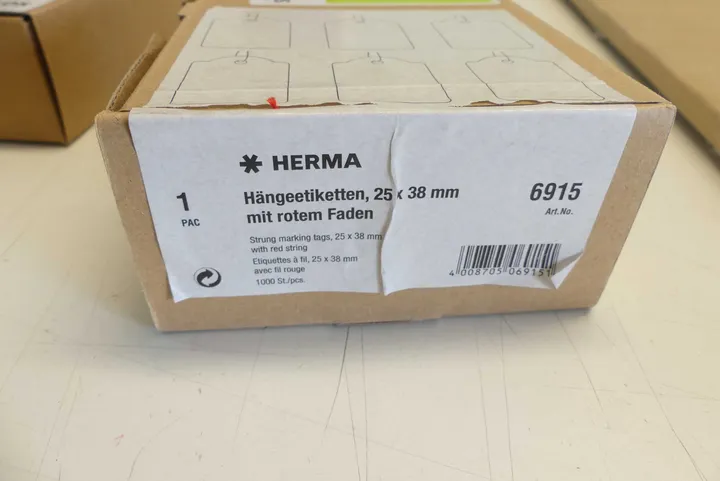 HERMA
1
PAC
Hängeetiketten, 25 x 38 mm
mit rotem Faden
6915
Art.No.
Strung marking tags, 25 x 38 mm
with red string
Etiquettes à fil, 25 x 38 mm
avec fil rouge
1000 St./pcs.
4 008705 069151